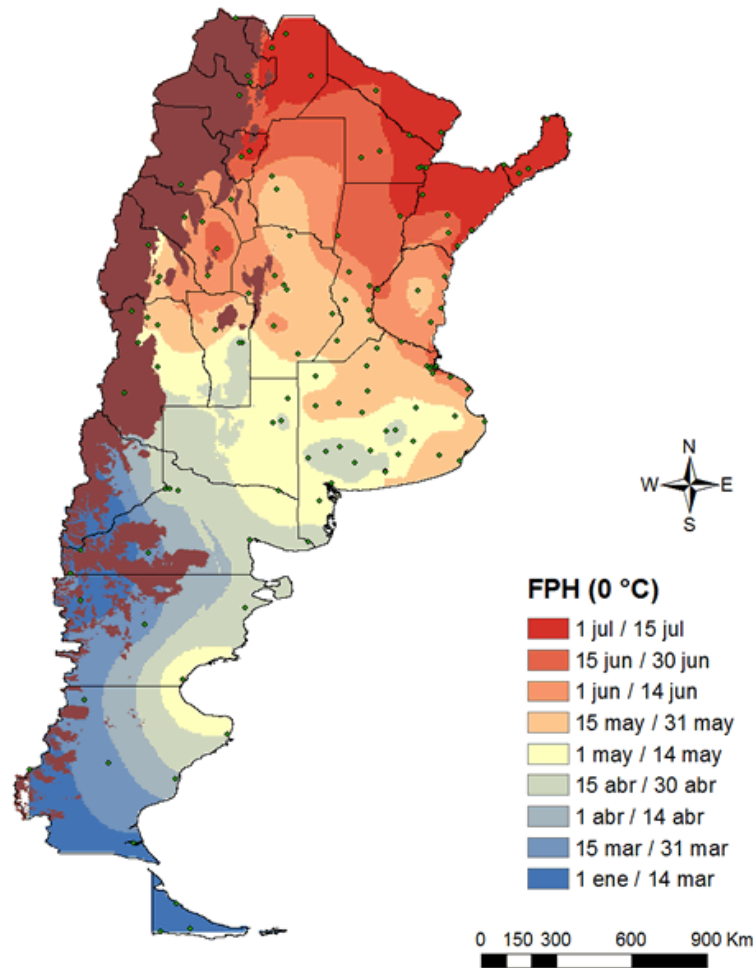 N
W E
S
FPH (0 °C)
1 jul / 15 jul
15 jun / 30 jun
1 jun / 14 jun
15 may / 31 may
1 may / 14 may
15 abr / 30 abr
1 abr / 14 abr
15 mar / 31 mar
1 ene / 14 mar
0 150 300 600 900 Km